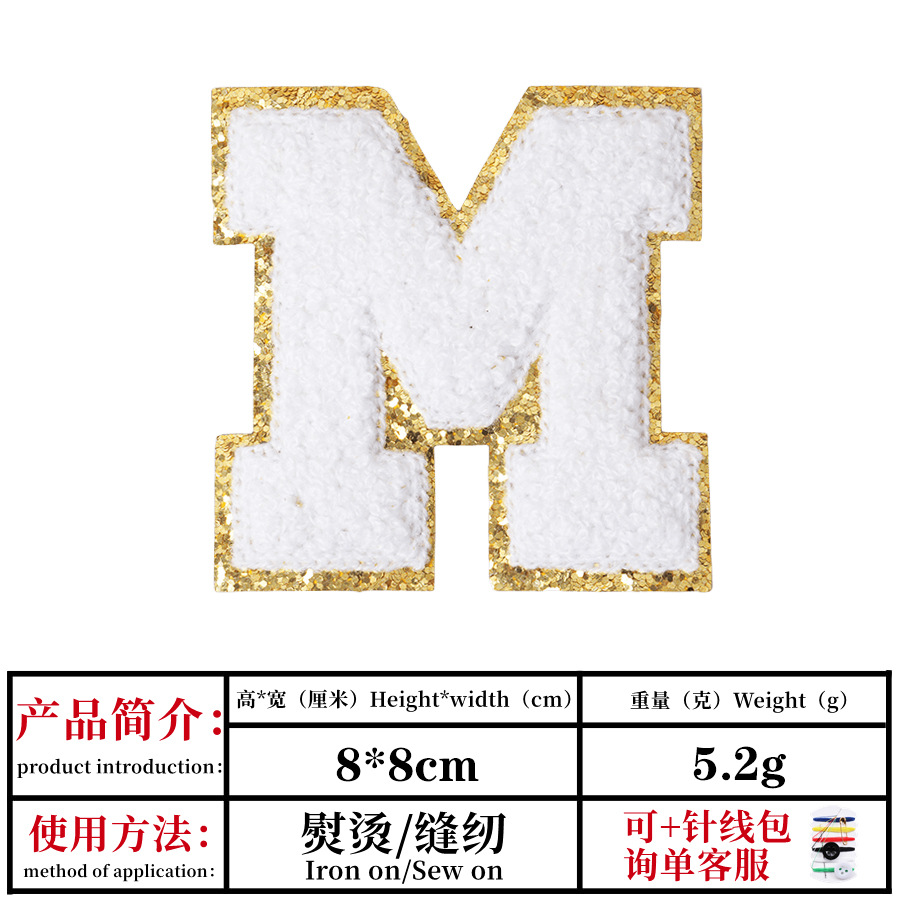 M
产品简介：
product introduction：
高*宽（厘米）Height*width（cm）
重量（克）Weight（g）
8*8cm
5.2g
使用方法：
method of application：
熨烫/缝纫
Iron on/Sew on
可+针线包
询单客服